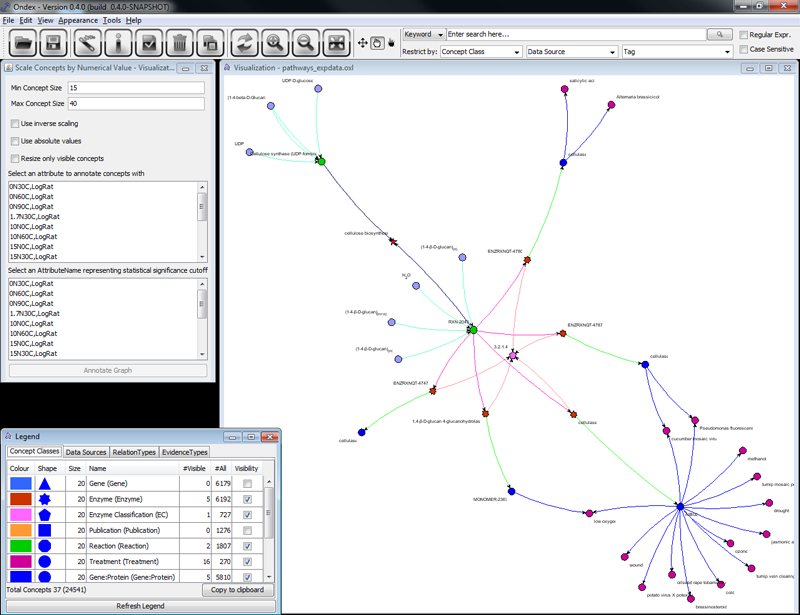 Ondex - Version 0.4.0 (build 0.4.0-SNAPSHOT)
File Edit View Appearance Tools Help
Keyword Enter search here...
Restrict by: Concept Class Data Source Tag
Regular Expr.
Case Sensitive
Scale Concepts by Numerical Value - Visualizat...
Min Concept Size 15
Max Concept Size 40
Use inverse scaling
Use absolute values
Resize only visible concepts
Select an attribute to annotate concepts with
0N30C,LogRat
0N60C,LogRat
0N90C,LogRat
1.7N30C,LogRat
10N0C,LogRat
10N60C,LogRat
15N0C,LogRat
15N30C,LogRat
Select an AttributeName representing statistical significance cutoff
0N30C,LogRat
0N60C,LogRat
0N90C,LogRat
1.7N30C,LogRat
10N0C,LogRat
10N60C,LogRat
15N0C,LogRat
15N30C,LogRat
Annotate Graph
Visualization - pathways_expdata.oxl
UDP-D-glucose
(1-4-beta-D-Glucan
UDP
cellulose synthase (UDP-forming)
salicylic aci
Alternaria brassicicol
cellulase
cellulose biosynthesi
(1-4-β-D-glucan)
H2O
ENZRXNQT-4780
(1-4-β-D-glucan)
RXN-2043
ENZRXNQT-4767
(1-4-β-D-glucan)
3.2.1.4
cellulase
ENZRXNQT-4747
1,4-β-D-glucan 4-glucanohydrolas
cellulase
cellulase
Pseudomonas fluorescens
cucumber mosaic viru
methanol
turnip mosaic po
MONOMER-2361
low oxyge
drought
jasmonic a
ozone
wound
turnip vein clearing
oilseed rape tobam
cold
potato virus X potex
brassinosteroid
Legend
Concept Classes Data Sources RelationTypes EvidenceTypes
Colour Shape Size Name #Visible #All Visibility
20 Gene (Gene) 0 6179
20 Enzyme (Enzyme) 5 6192
20 Enzyme Classification (EC) 1 727
20 Publication (Publication) 0 1276
20 Reaction (Reaction) 2 1807
20 Treatment (Treatment) 16 270
20 Gene:Protein (Gene:Protein) 5 5810
Total Concepts 37 (24541) Copy to clipboard
Refresh Legend